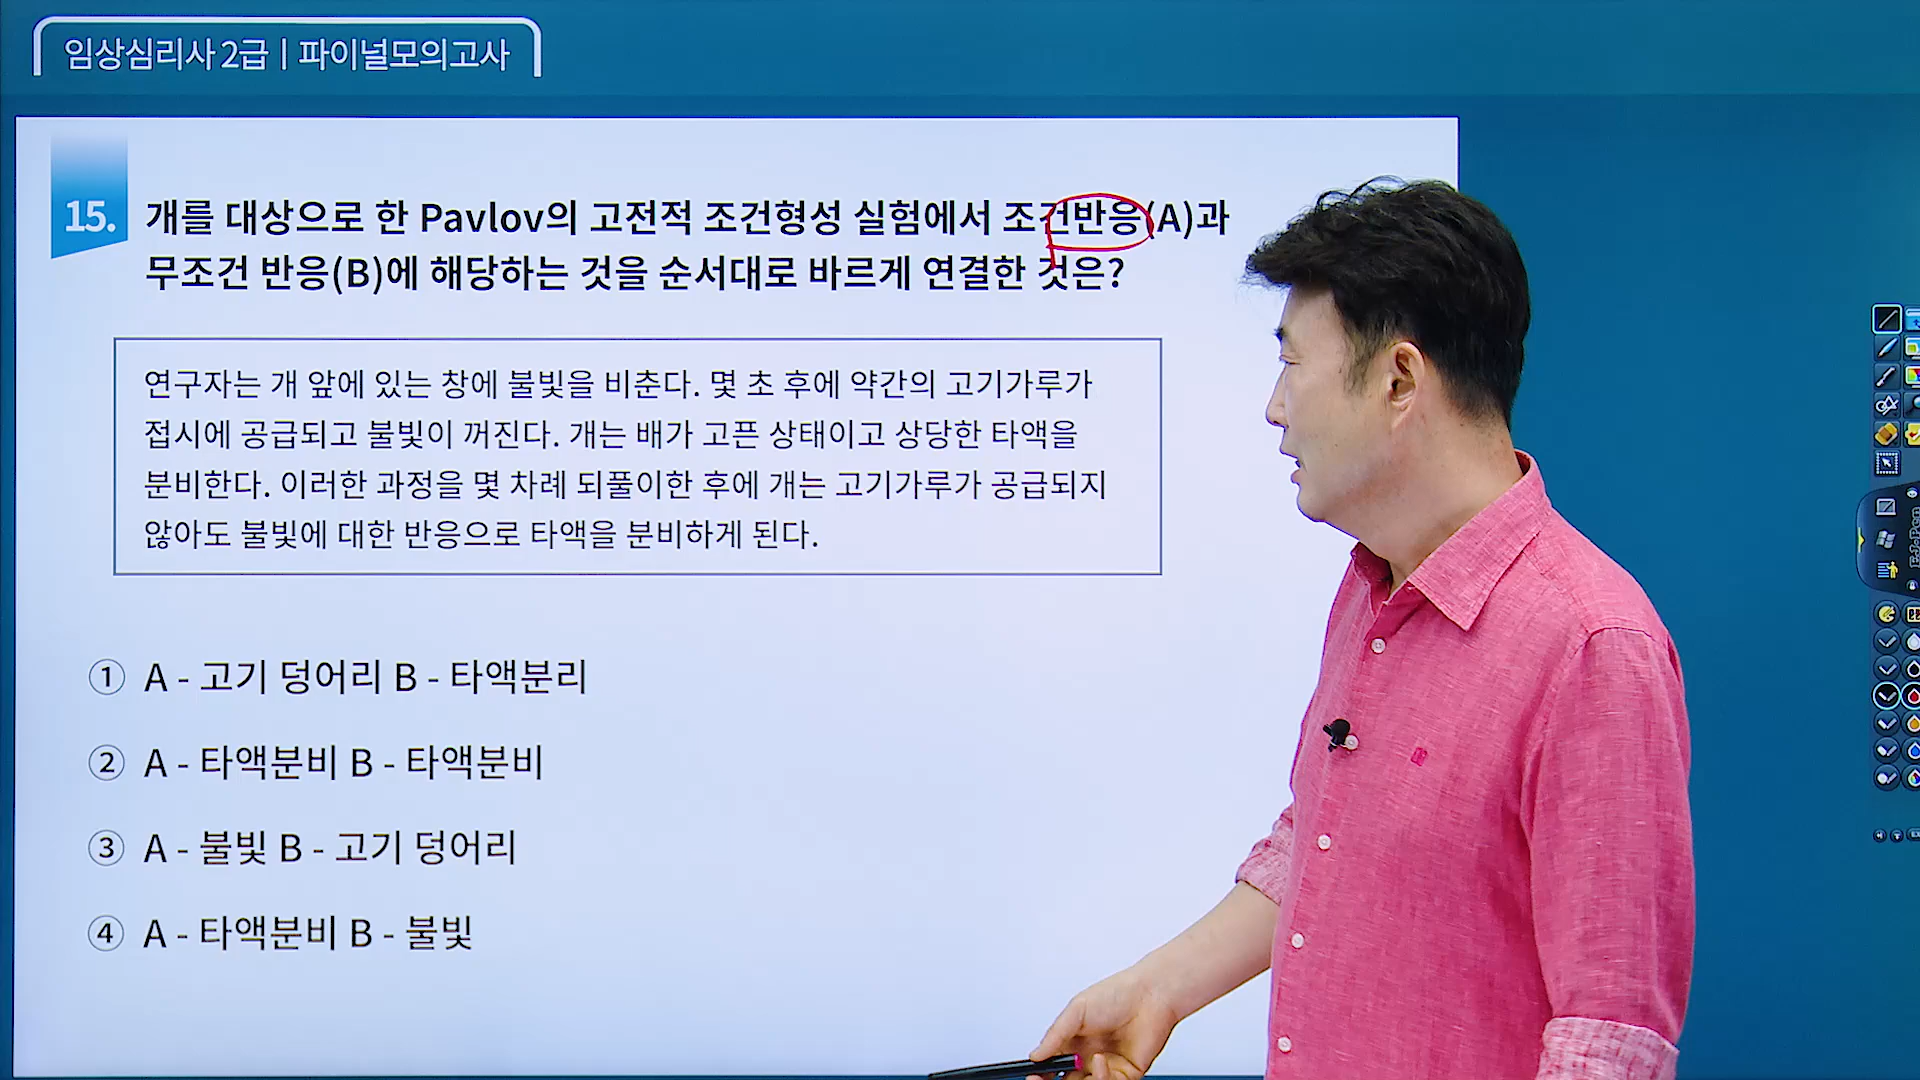 임상심리사 2급 | 파이널모의고사
15. 개를 대상으로 한 Pavlov의 고전적 조건형성 실험에서 조건반응(A)과
무조건 반응(B)에 해당하는 것을 순서대로 바르게 연결한 것은?
연구자는 개 앞에 있는 창에 불빛을 비춘다. 몇 초 후에 약간의 고기가루가
접시에 공급되고 불빛이 꺼진다. 개는 배가 고픈 상태이고 상당한 타액을
분비한다. 이러한 과정을 몇 차례 되풀이한 후에 개는 고기가루가 공급되지
않아도 불빛에 대한 반응으로 타액을 분비하게 된다.
① A - 고기 덩어리 B - 타액분리
② A - 타액분비 B - 타액분비
③ A - 불빛 B - 고기 덩어리
④ A - 타액분비 B - 불빛